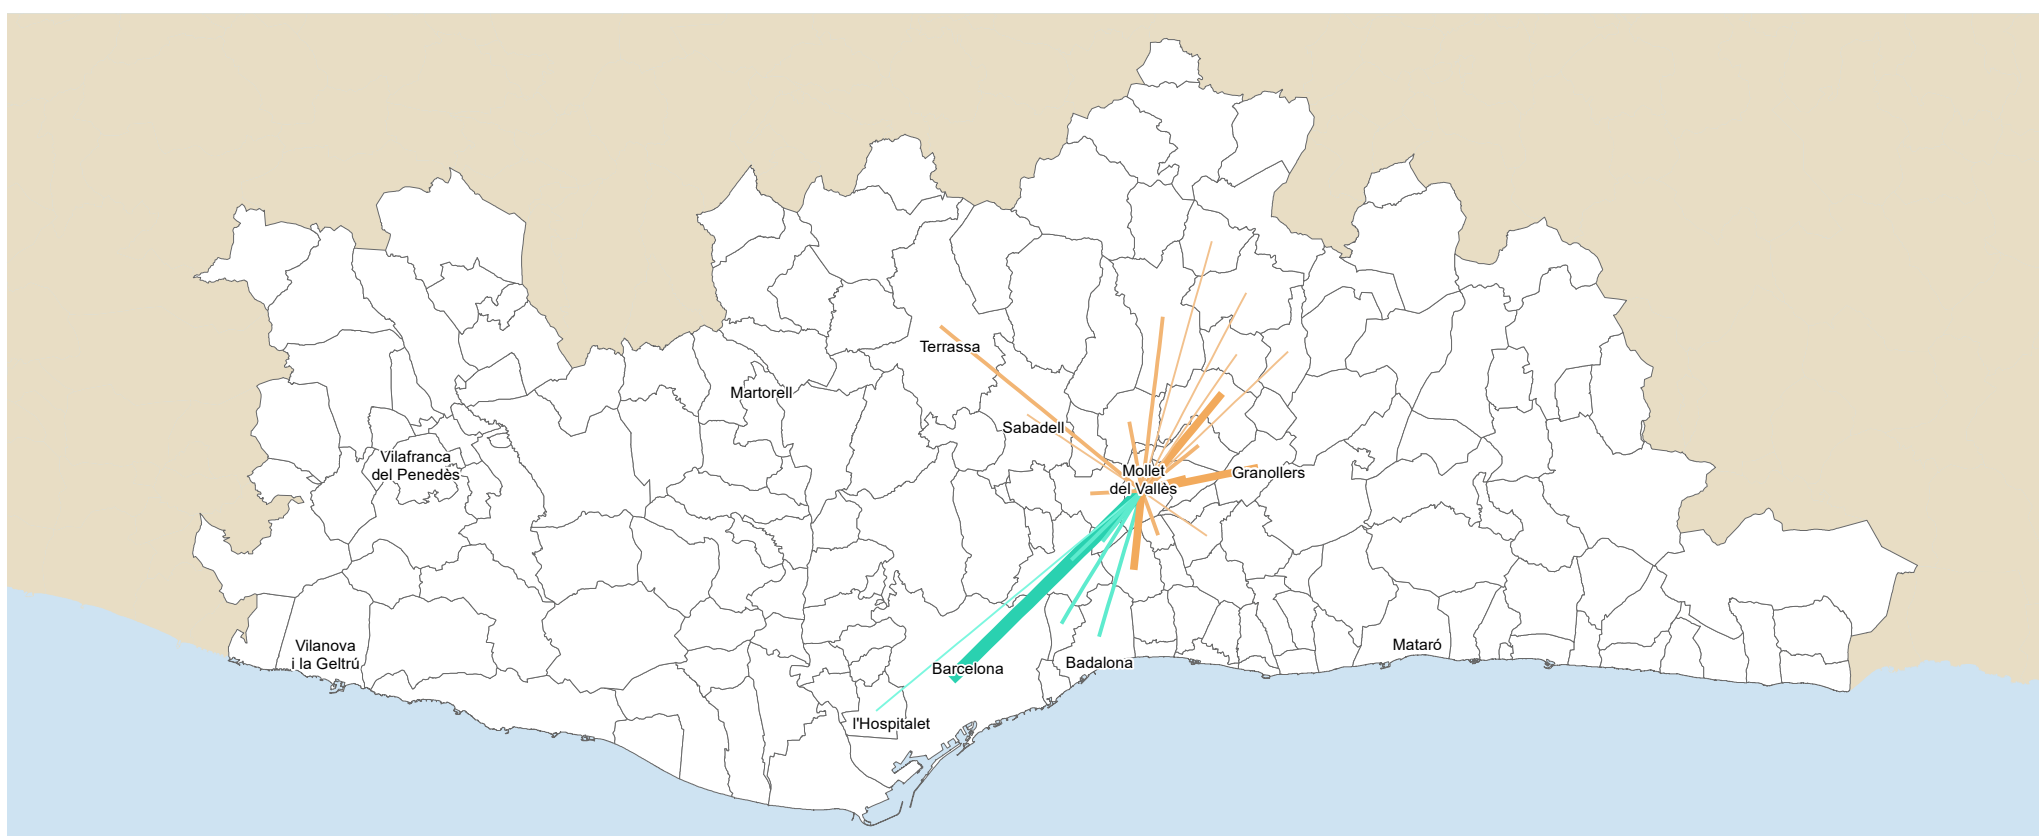 Terrassa
Martorell
Sabadell
Vilafranca
del Penedès
Mollet
del Vallès
Granollers
Vilanova
i la Geltrú
Barcelona
Badalona
Mataró
l'Hospitalet